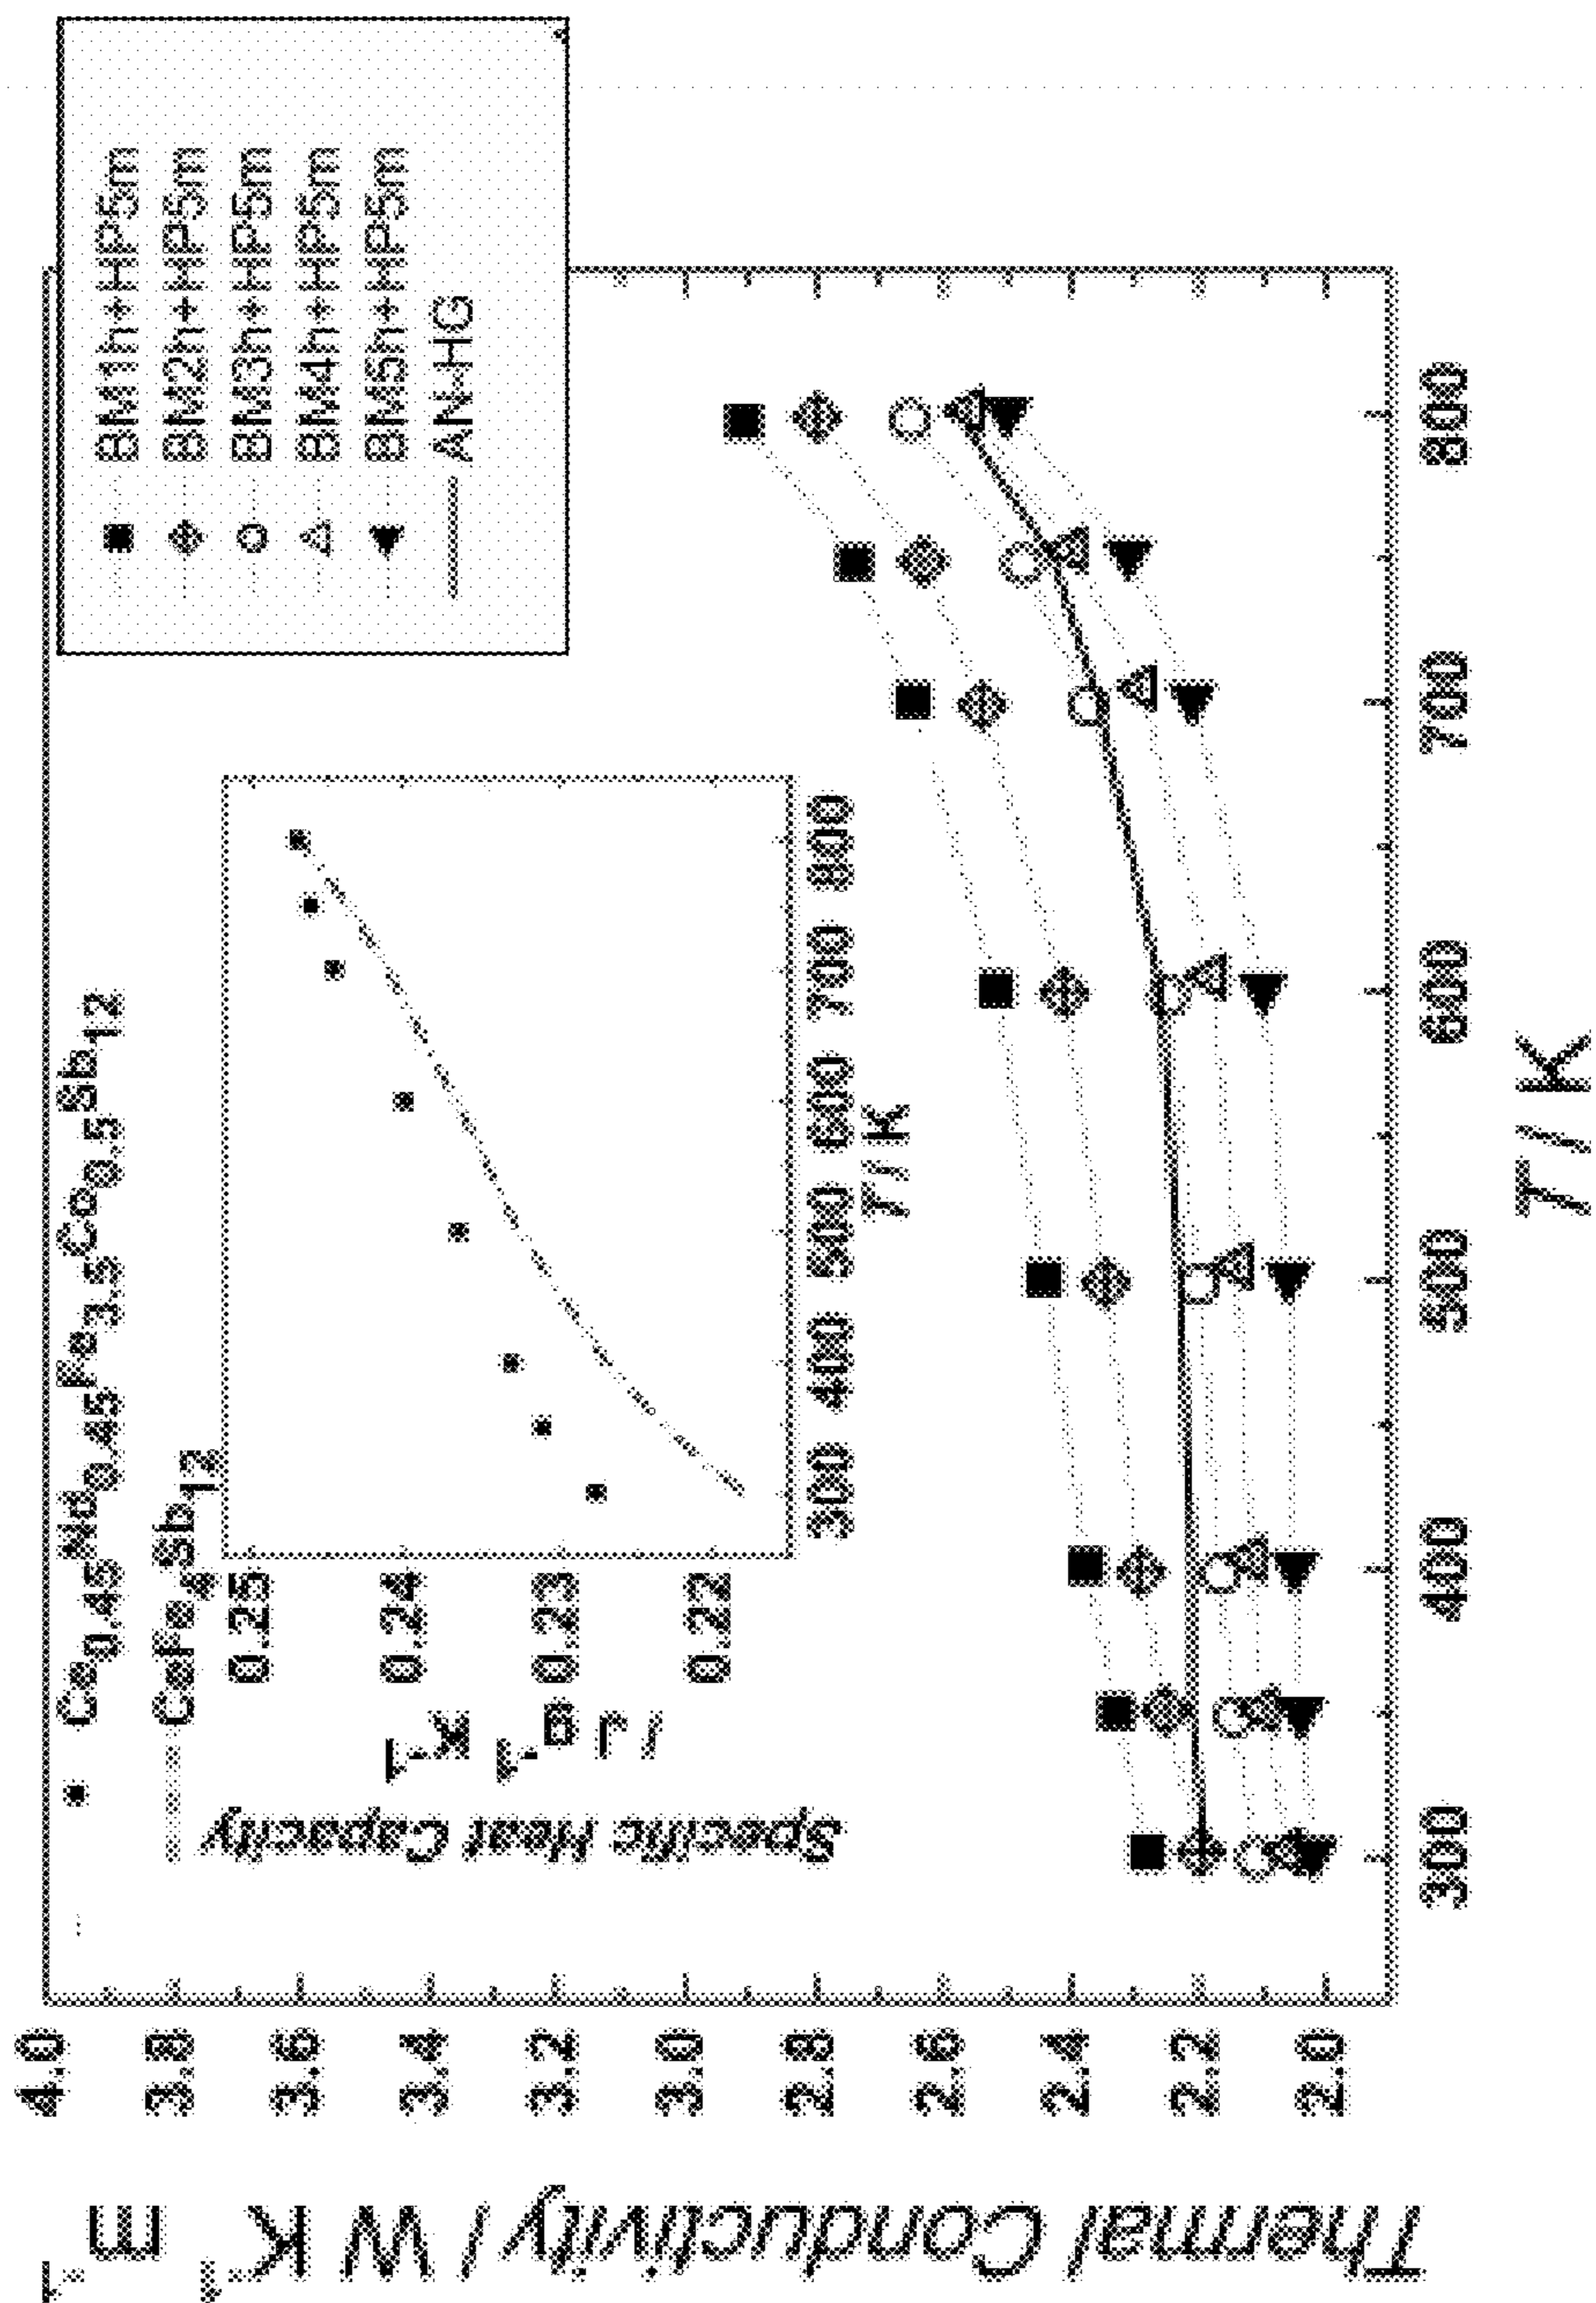 Thermal Conductivity / W K⁻¹ m⁻¹
4.0
3.8
3.6
3.4
3.2
3.0
2.8
2.6
2.4
2.2
2.0
Ce₀.₄₅Nd₀.₄₅Fe₃.₅Co₀.₅Sb₁₂
CeFe₄Sb₁₂
Specific Heat Capacity
/ J g⁻¹ K⁻¹
0.25
0.24
0.23
0.22
300 400 500 600 700 800
T / K
BM1h+HP5m
BM2h+HP5m
BM3h+HP5m
BM4h+HP5m
BM5h+HP5m
AN-HG
300 400 500 600 700 800
T / K